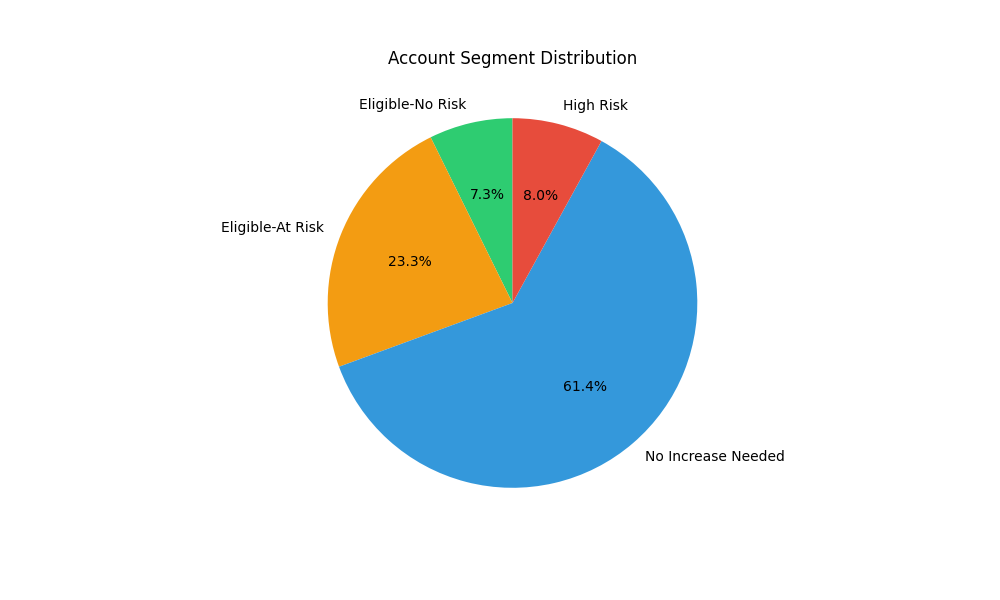 Account Segment Distribution
Eligible-No Risk
High Risk
7.3%
8.0%
Eligible-At Risk
23.3%
61.4%
No Increase Needed